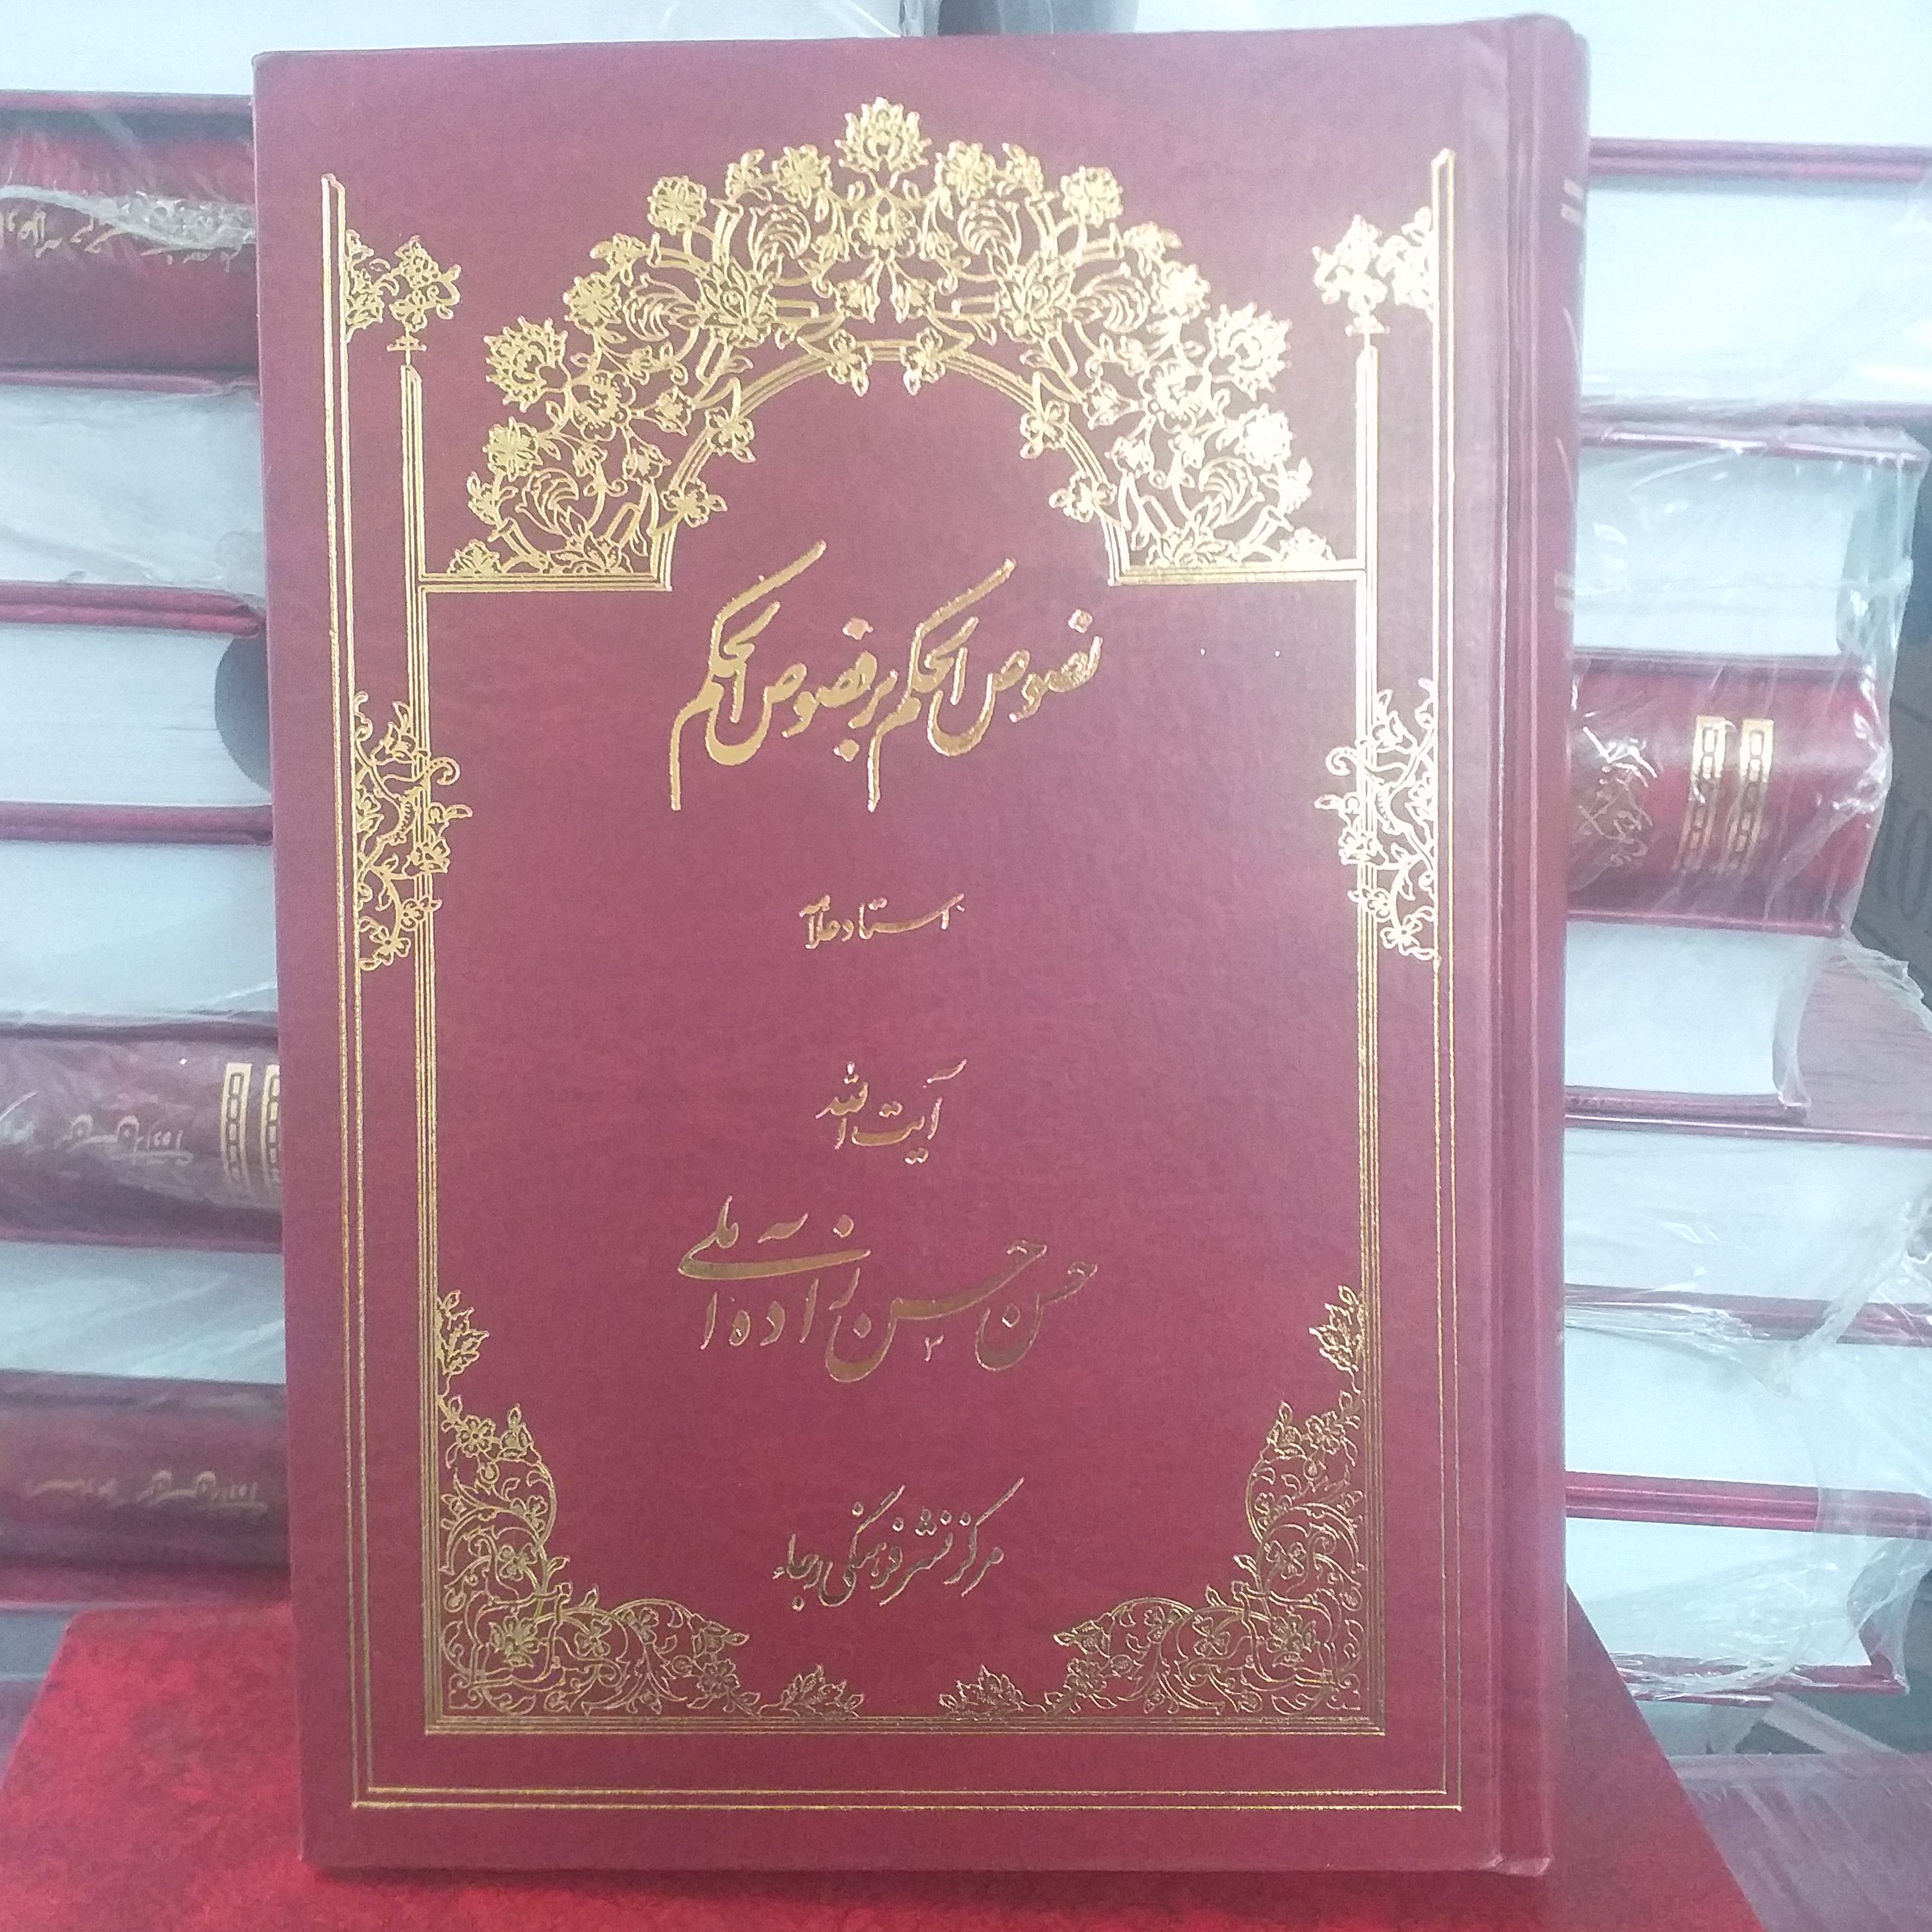 نصوص الحکم بر فصوص الحکم
استاد علامه
آیت الله
حسن حسن زاده آملی
مرکز نشر فرهنگی رجاء